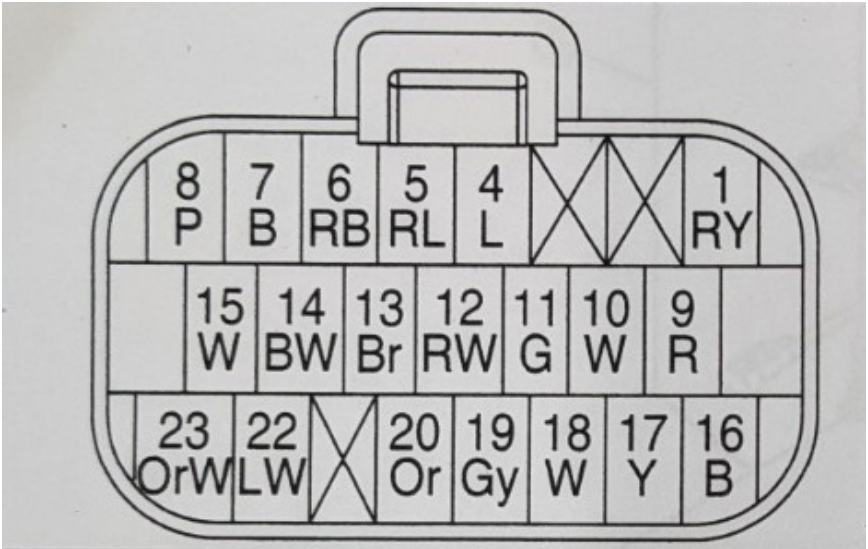 8 7 6 5 4 1
P B RB RL L RY
15 14 13 12 11 10 9
W BW Br RW G W R
23 22 20 19 18 17 16
OrW LW Or Gy W Y B